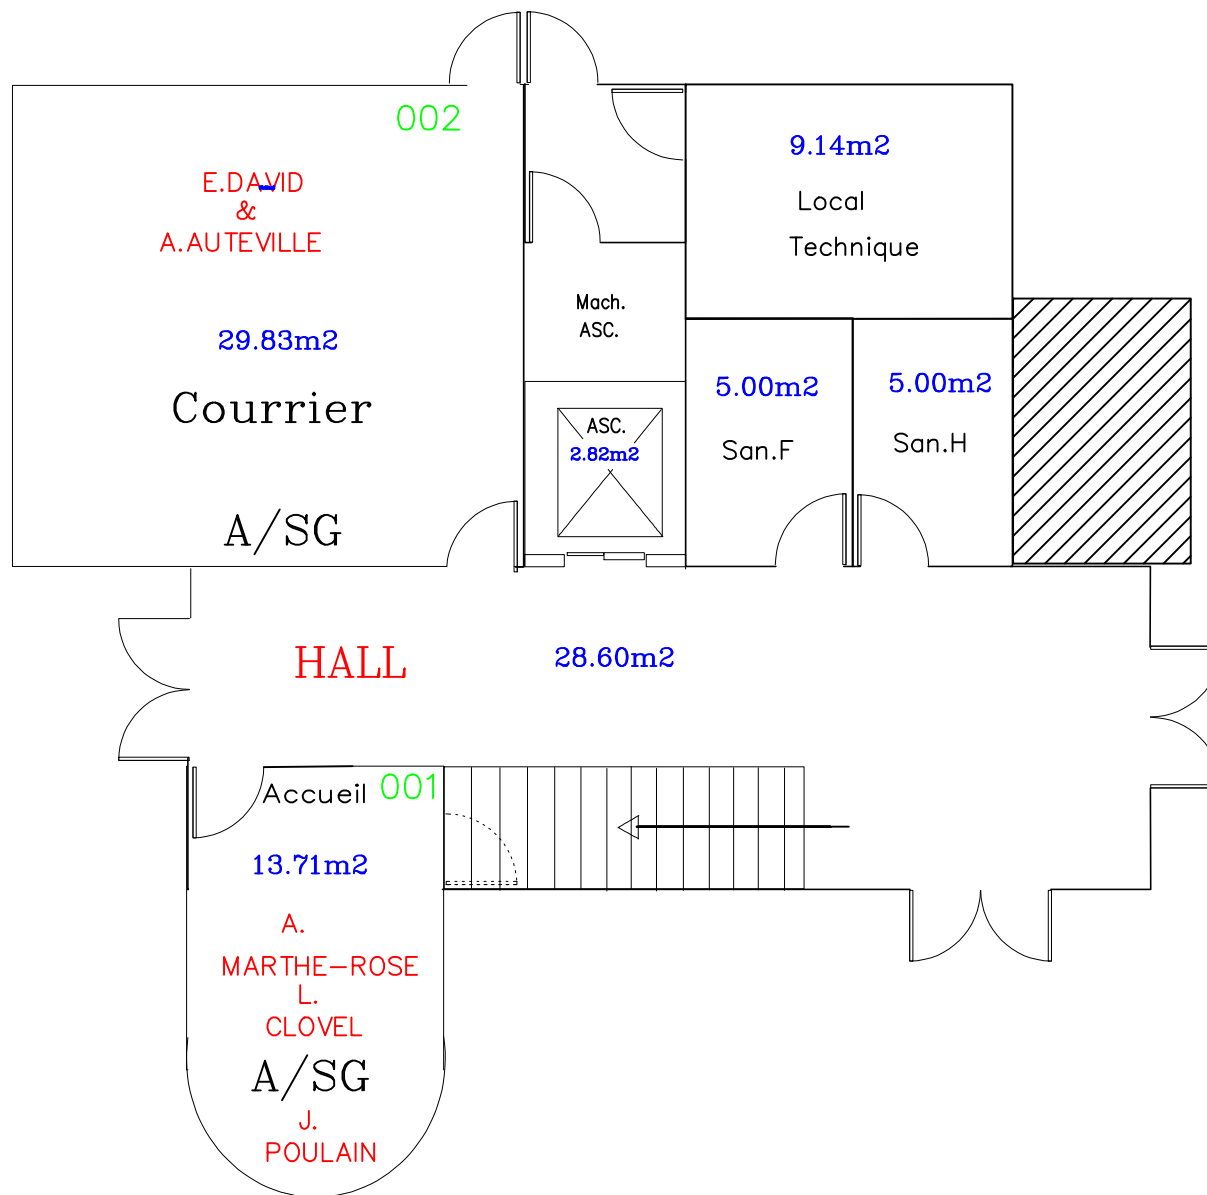 002
E.DAVID
&
A.AUTEVILLE
29.83m2
Courrier
A/SG
9.14m2
Local
Technique
Mach.
ASC.
ASC.
2.82m2
5.00m2
San.F
5.00m2
San.H
HALL
28.60m2
Accueil 001
13.71m2
A.
MARTHE-ROSE
L.
CLOVEL
A/SG
J.
POULAIN